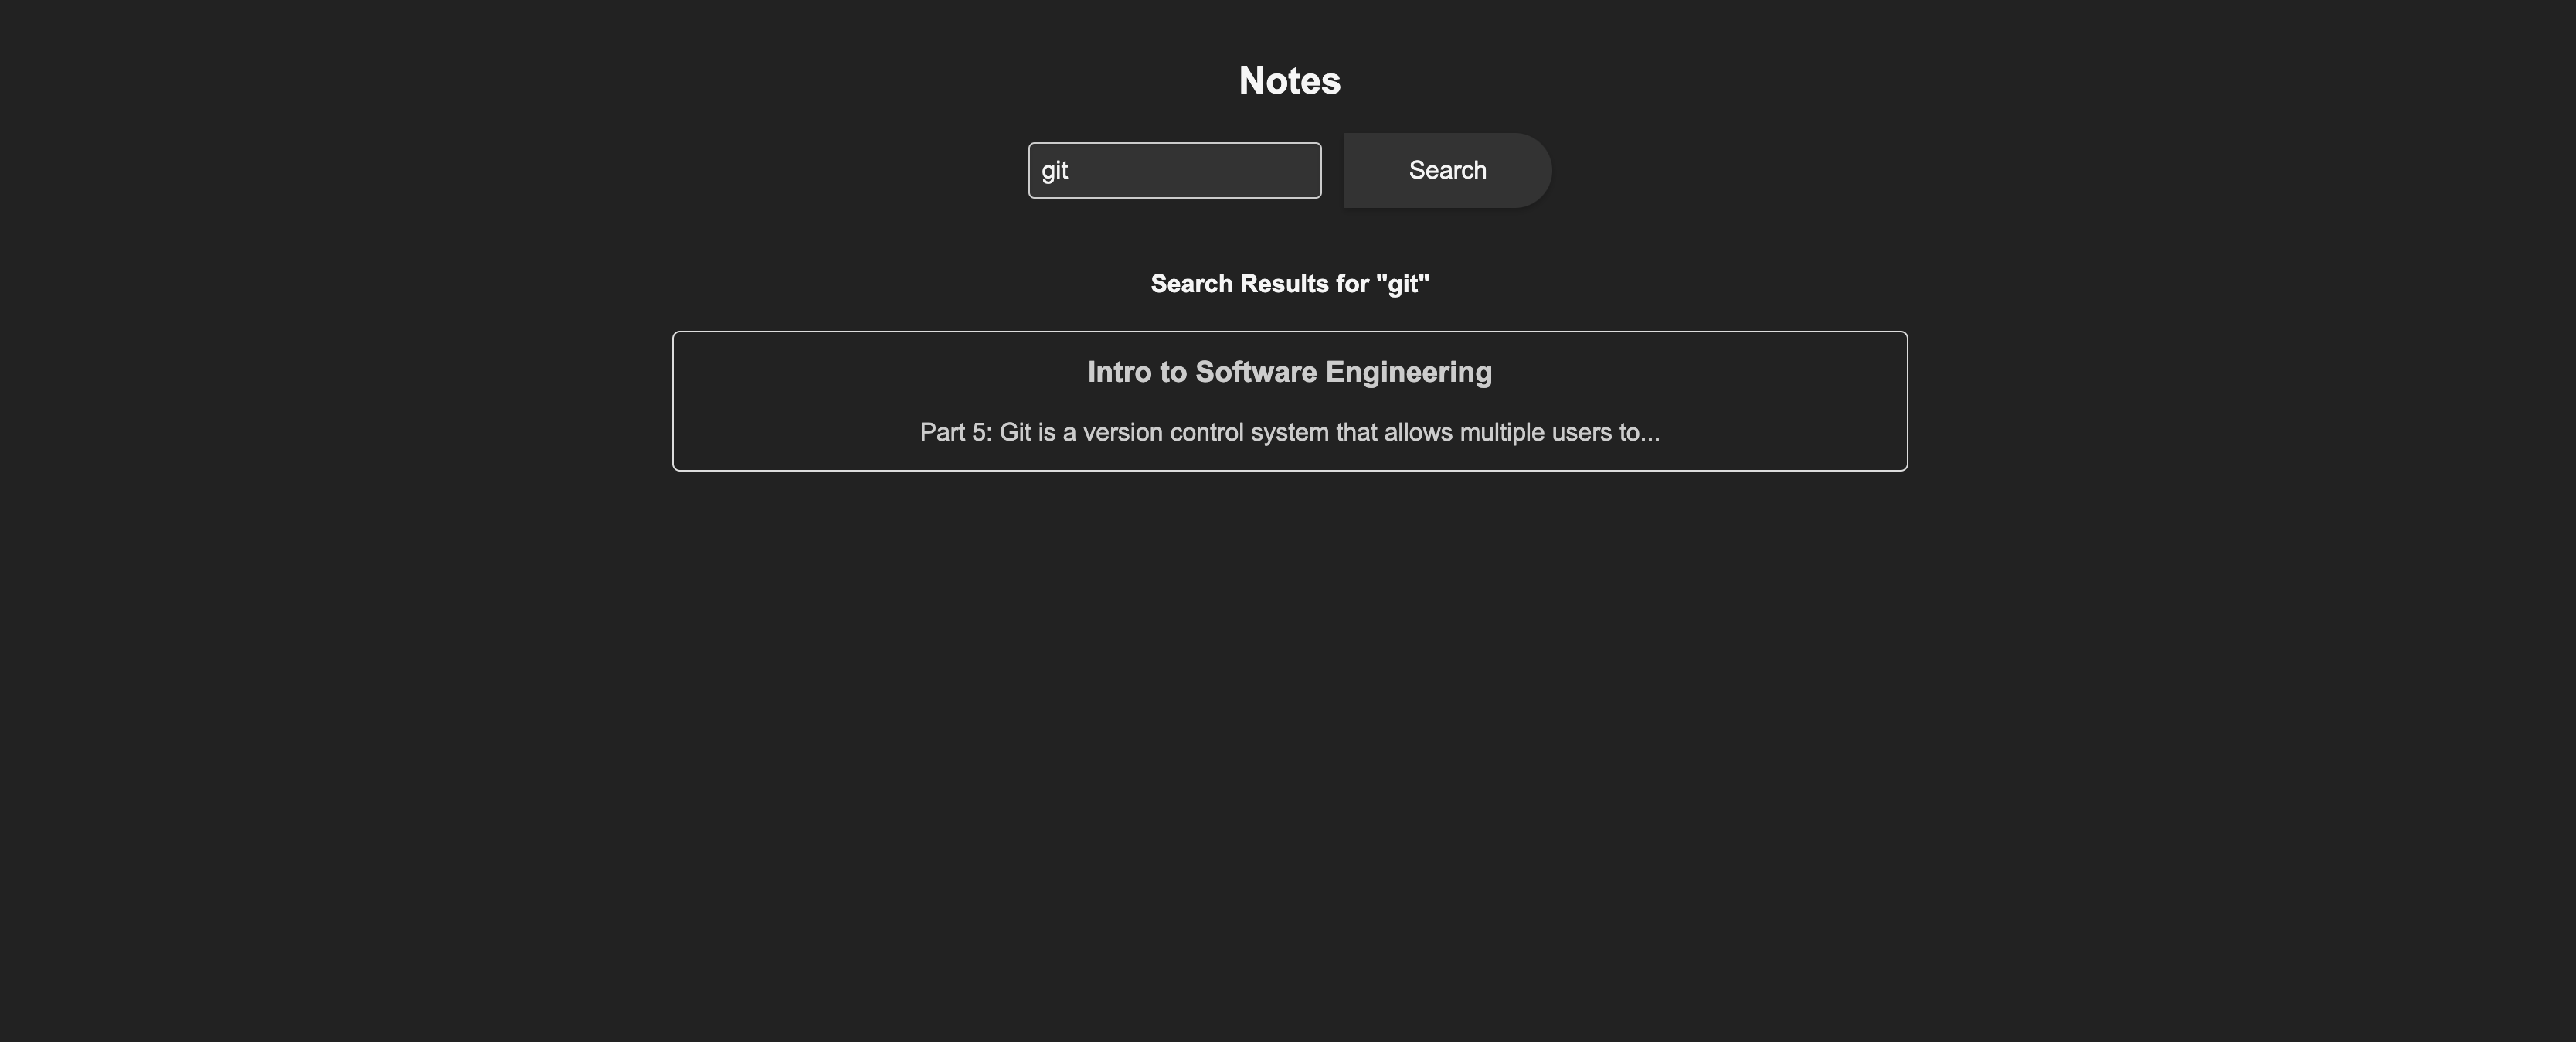 Notes
git
Search
Search Results for "git"
Intro to Software Engineering
Part 5: Git is a version control system that allows multiple users to...